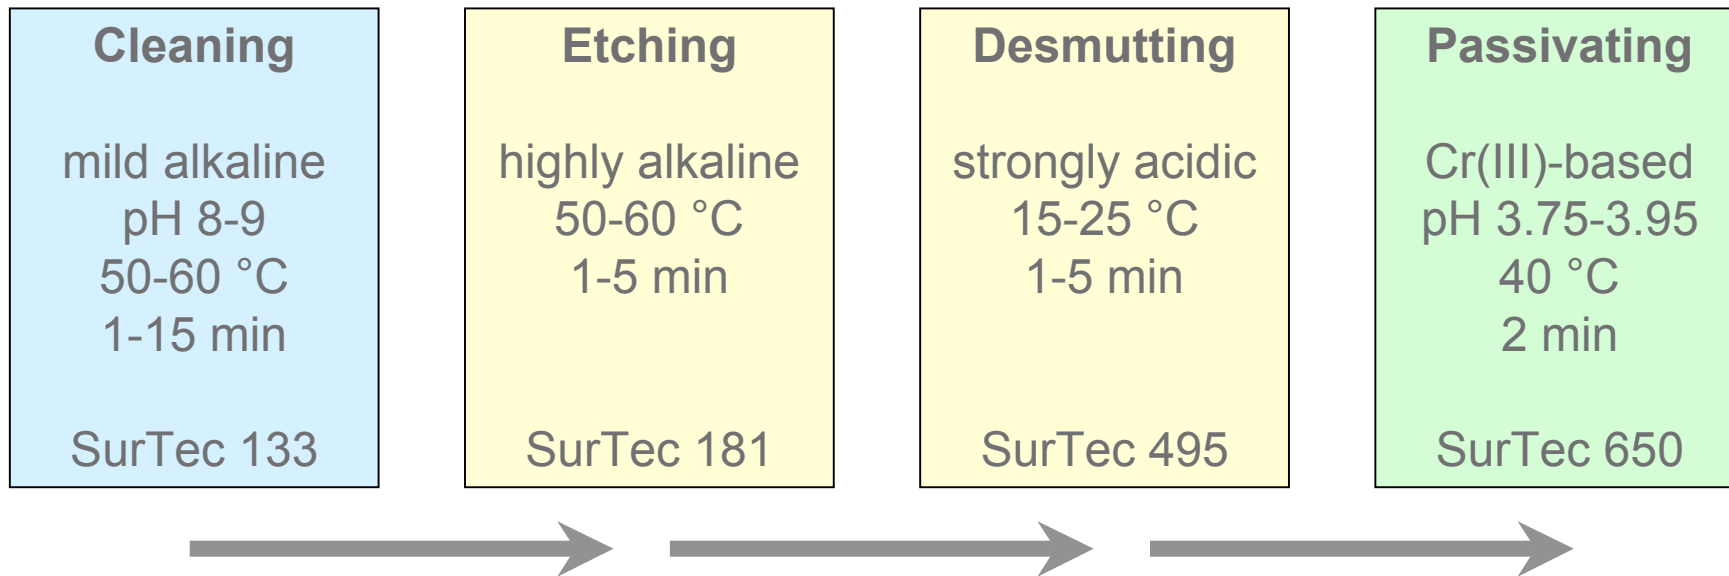 Cleaning
mild alkaline
pH 8-9
50-60 °C
1-15 min
SurTec 133
Etching
highly alkaline
50-60 °C
1-5 min
SurTec 181
Desmutting
strongly acidic
15-25 °C
1-5 min
SurTec 495
Passivating
Cr(III)-based
pH 3.75-3.95
40 °C
2 min
SurTec 650